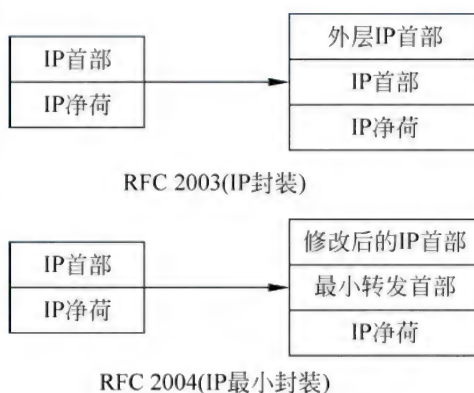 外层IP首部
IP首部
IP首部
IP净荷
IP净荷
RFC 2003(IP封装)
修改后的IP首部
IP首部
最小转发首部
IP净荷
IP净荷
RFC 2004(IP最小封装)